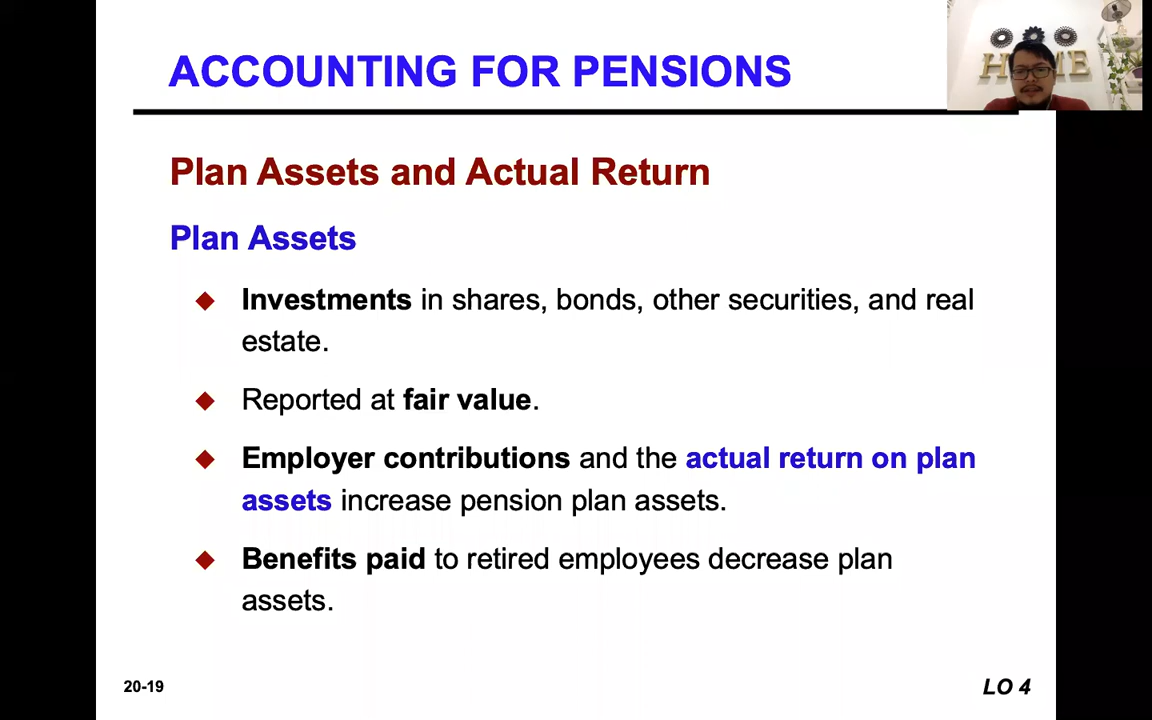 ACCOUNTING FOR PENSIONS
HOME
Plan Assets and Actual Return
Plan Assets
Investments in shares, bonds, other securities, and real
estate.
Reported at fair value.
Employer contributions and the actual return on plan
assets increase pension plan assets.
Benefits paid to retired employees decrease plan
assets.
20-19
LO 4